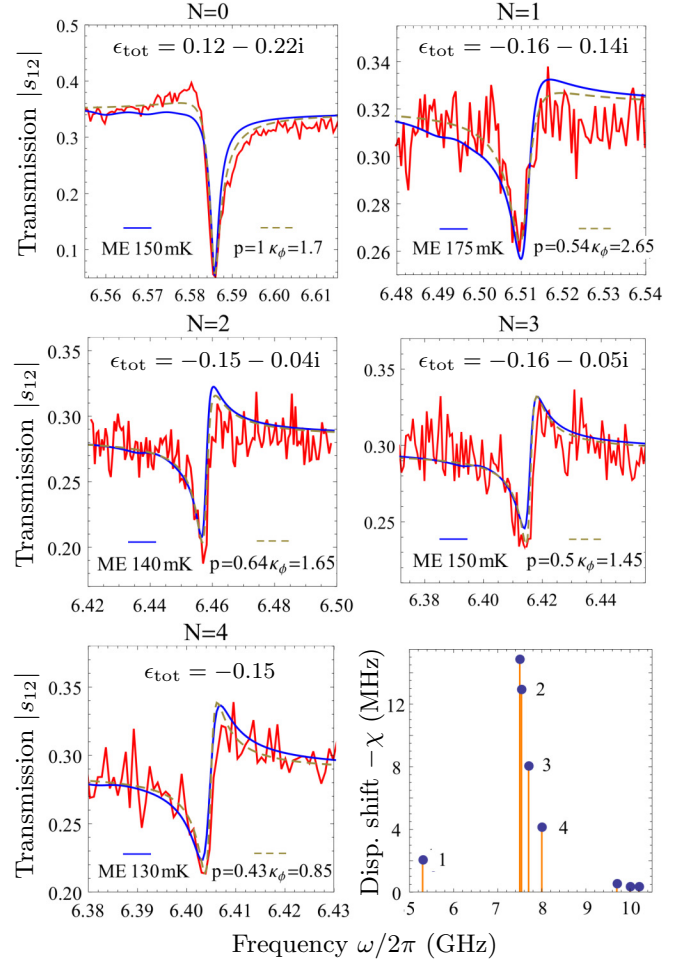 N=0
N=1
ϵtot = 0.12 − 0.22i
ϵtot = −0.16 − 0.14i
Transmission |s12|
0.5
0.4
0.3
0.2
0.1
ME 150 mK
p=1 κϕ=1.7
6.56 6.57 6.58 6.59 6.60 6.61
0.34
0.32
0.30
0.28
0.26
ME 175 mK
p=0.54 κϕ=2.65
6.48 6.49 6.50 6.51 6.52 6.53 6.54
N=2
N=3
ϵtot = −0.15 − 0.04i
ϵtot = −0.16 − 0.05i
Transmission |s12|
0.35
0.30
0.25
0.20
ME 140 mK
p=0.64 κϕ=1.65
6.42 6.44 6.46 6.48 6.50
0.35
0.30
0.25
ME 150 mK
p=0.5 κϕ=1.45
6.38 6.40 6.42 6.44
N=4
ϵtot = −0.15
Transmission |s12|
0.35
0.30
0.25
0.20
ME 130 mK
p=0.43 κϕ=0.85
6.38 6.39 6.40 6.41 6.42 6.43
Disp. shift −χ (MHz)
12
8
4
0
1
2
3
4
5 6 7 8 9 10
Frequency ω/2π (GHz)